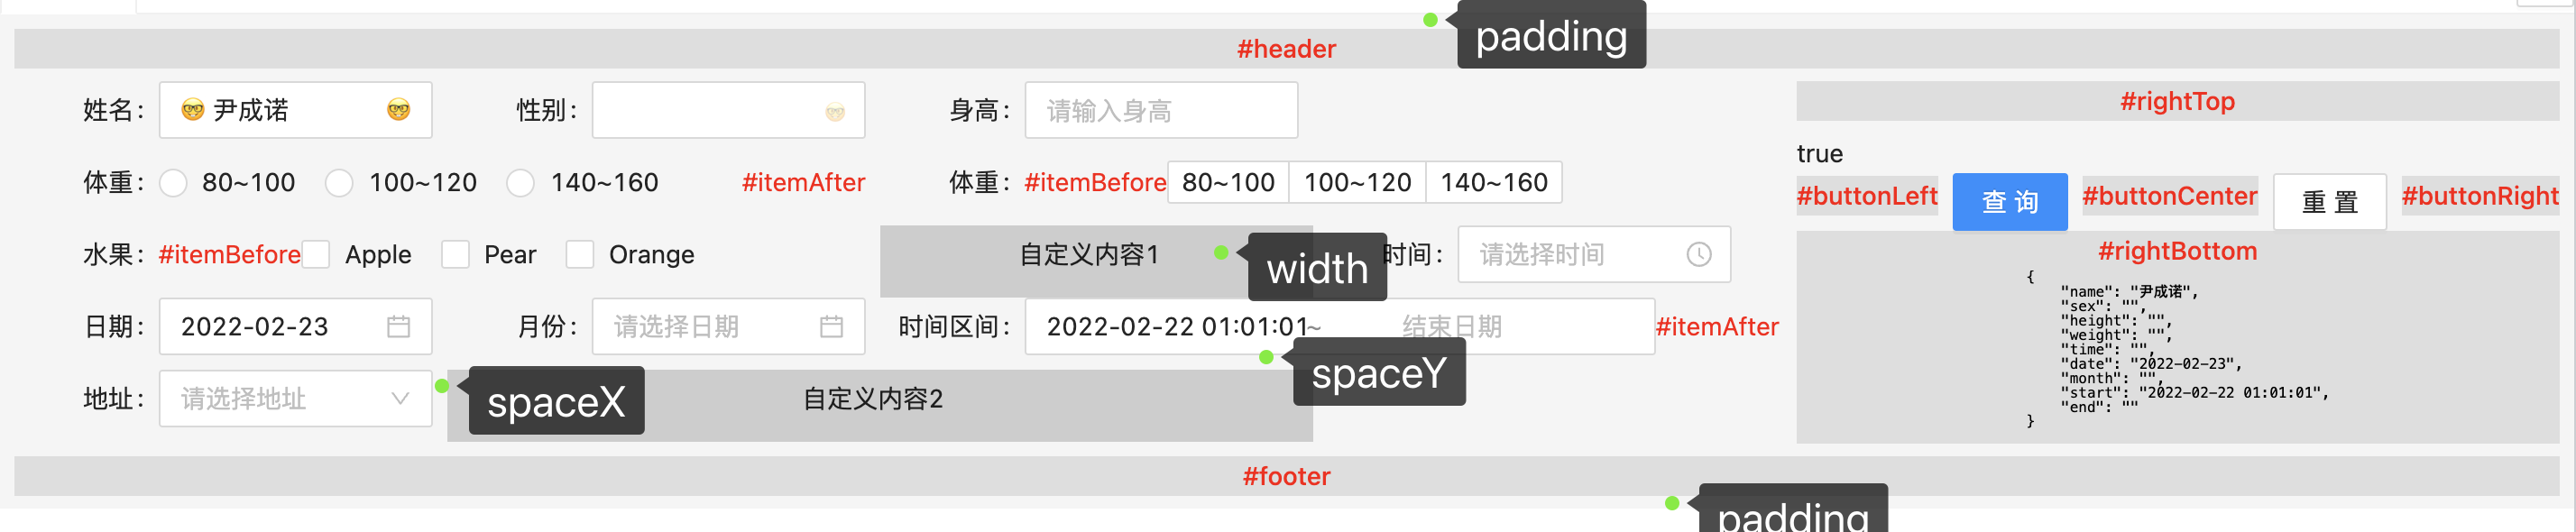 padding
#header
姓名: 尹成诺 性别: 身高: 请输入身高
#rightTop
true
体重: 80~100 100~120 140~160 #itemAfter 体重: #itemBefore 80~100 100~120 140~160
#buttonLeft 查 询 #buttonCenter 重 置 #buttonRight
水果: #itemBefore Apple Pear Orange 自定义内容1 width 时间: 请选择时间
#rightBottom
{
"name": "尹成诺",
"sex": "",
"height": "",
"weight": "",
"time": "",
"date": "2022-02-23",
"month": "",
"start": "2022-02-22 01:01:01",
"end": ""
}
日期: 2022-02-23 月份: 请选择日期 时间区间: 2022-02-22 01:01:01~ 结束日期 #itemAfter
spaceY
地址: 请选择地址 spaceX 自定义内容2
#footer
padding